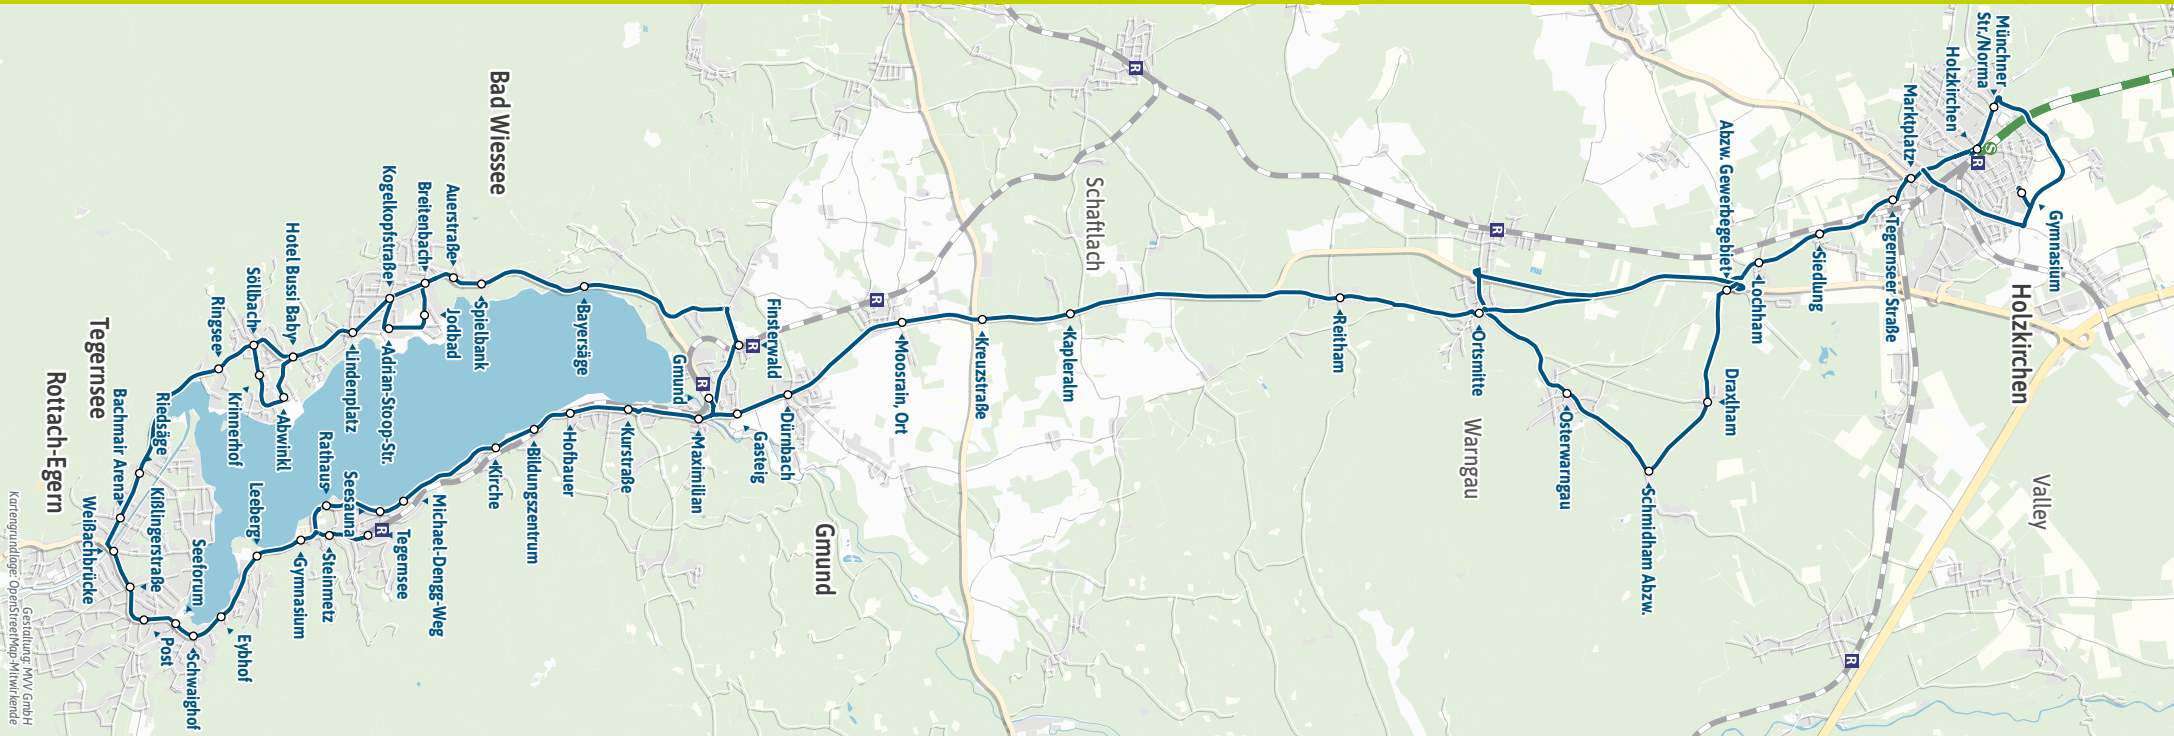 Münchner
Str./Norma
Holzkirchen
Marktplatz
Gymnasium
Holzkirchen
Tegernseer Straße
Siedlung
Lochham
Abzw. Gewerbegebiet
Draxlham
Valley
Schmidham Abzw.
Osterwarngau
Warngau
Ortsmitte
Reitham
Schaftlach
Kapleralm
Kreuzstraße
Moosrain, Ort
Dürnbach
Gmund
Finsterwald
Gasteig
Gmund
Maximilian
Kurstraße
Hofbauer
Bildungszentrum
Kirche
Michael-Dengg-Weg
Tegernsee
Seesauna
Rathaus
Steinmetz
Gymnasium
Leeberg
Eybhof
Schwaighof
Seeforum
Post
Kißlingerstraße
Weißachbrücke
Bachmair Arena
Riedsäge
Ringsee
Söllbach
Krinnerhof
Abwinkl
Hotel Bussi Baby
Lindenplatz
Adrian-Stoop-Str.
Kogelkopfstraße
Breitenbach
Jodbad
Auerstraße
Spielbank
Bayersäge
Bad Wiessee
Tegernsee
Rottach-Egern
R
R
R
R
R
R
R
R
S
Gestaltung: MVV GmbH
Kartengrundlage: OpenStreetMap-Mitwirkende